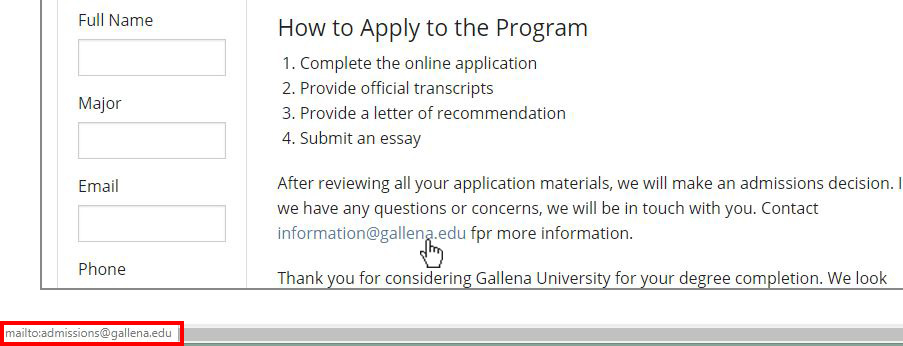 Full Name
Major
Email
Phone
How to Apply to the Program
1. Complete the online application
2. Provide official transcripts
3. Provide a letter of recommendation
4. Submit an essay
After reviewing all your application materials, we will make an admissions decision. I
we have any questions or concerns, we will be in touch with you. Contact
information@gallena.edu fpr more information.
Thank you for considering Gallena University for your degree completion. We look
mailto:admissions@gallena.edu